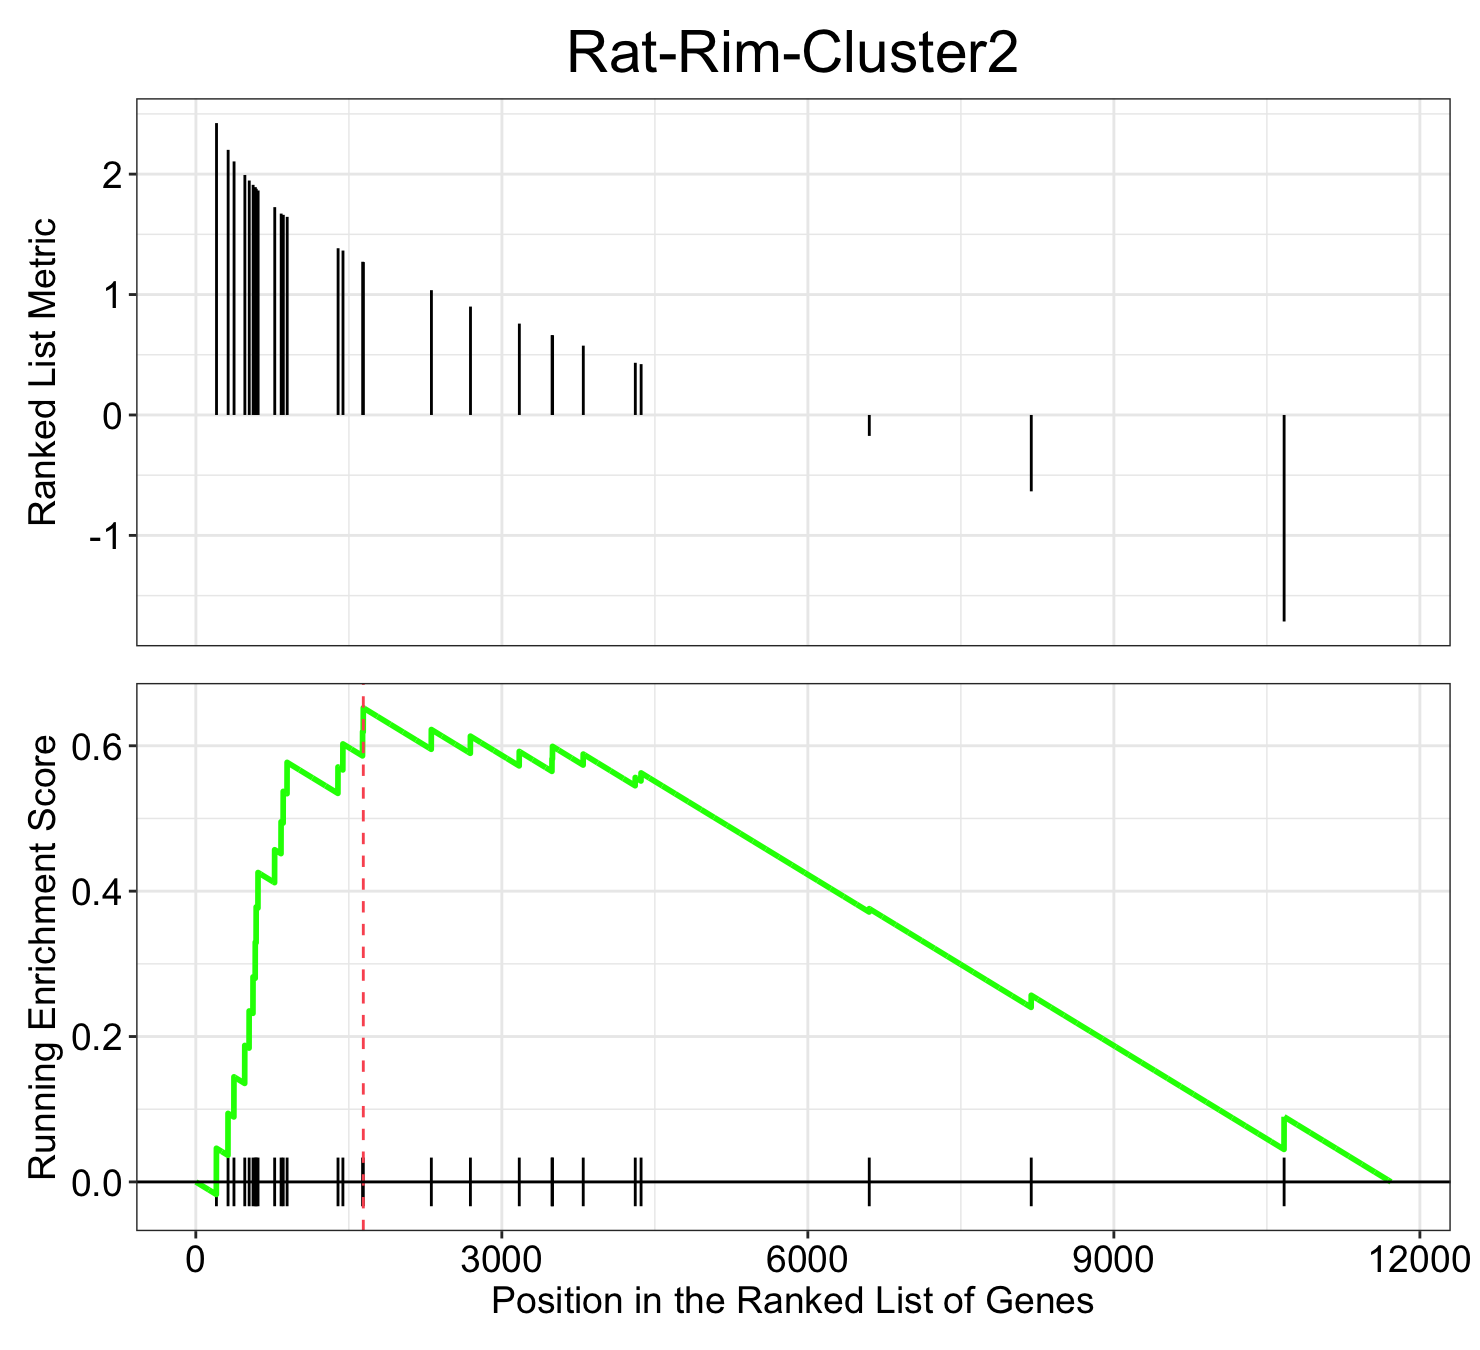 Rat-Rim-Cluster2
Ranked List Metric
2
1
0
-1
Running Enrichment Score
0.6
0.4
0.2
0.0
0 3000 6000 9000 12000
Position in the Ranked List of Genes